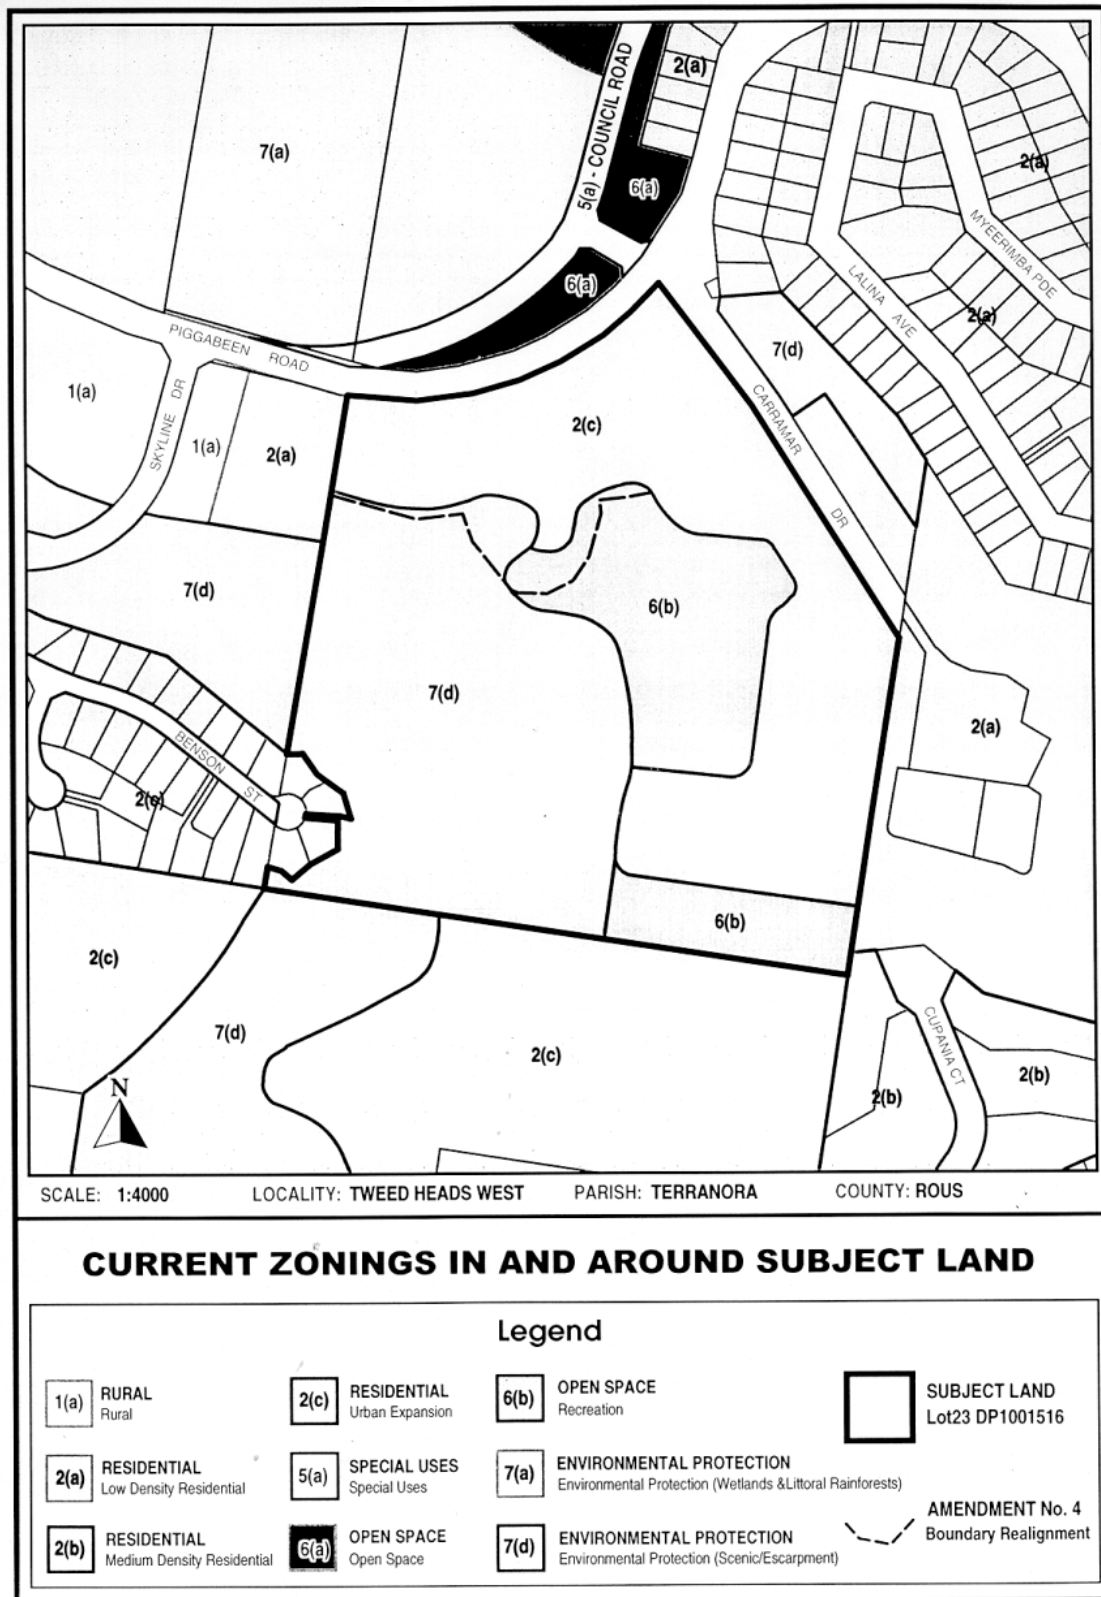 5(a) - COUNCIL ROAD
2(a)
7(a)
6(a)
2(a)
MYEERIMBA PDE
6(a)
LALINA AVE
2(a)
PIGGABEEN ROAD
7(d)
1(a)
SKYLINE DR
1(a)
2(a)
2(c)
CARRAMAR DR
7(d)
6(b)
7(d)
2(a)
BENSON ST
2(c)
6(b)
2(c)
7(d)
2(c)
CUPANIA CT
2(b)
2(b)
N
SCALE: 1:4000 LOCALITY: TWEED HEADS WEST PARISH: TERRANORA COUNTY: ROUS
CURRENT ZONINGS IN AND AROUND SUBJECT LAND
Legend
1(a) RURAL
Rural
2(a) RESIDENTIAL
Low Density Residential
2(b) RESIDENTIAL
Medium Density Residential
2(c) RESIDENTIAL
Urban Expansion
5(a) SPECIAL USES
Special Uses
6(a) OPEN SPACE
Open Space
6(b) OPEN SPACE
Recreation
7(a) ENVIRONMENTAL PROTECTION
Environmental Protection (Wetlands &Littoral Rainforests)
7(d) ENVIRONMENTAL PROTECTION
Environmental Protection (Scenic/Escarpment)
SUBJECT LAND
Lot23 DP1001516
AMENDMENT No. 4
Boundary Realignment